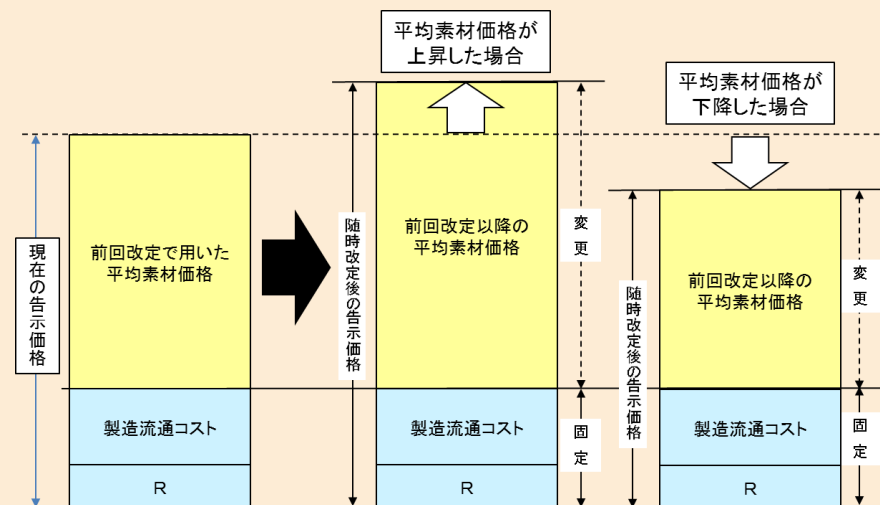 平均素材価格が
上昇した場合
平均素材価格が
下降した場合
現在の告示価格
前回改定で用いた
平均素材価格
製造流通コスト
R
随時改定後の告示価格
前回改定以降の
平均素材価格
製造流通コスト
R
変更
固定
随時改定後の告示価格
前回改定以降の
平均素材価格
製造流通コスト
R
変更
固定